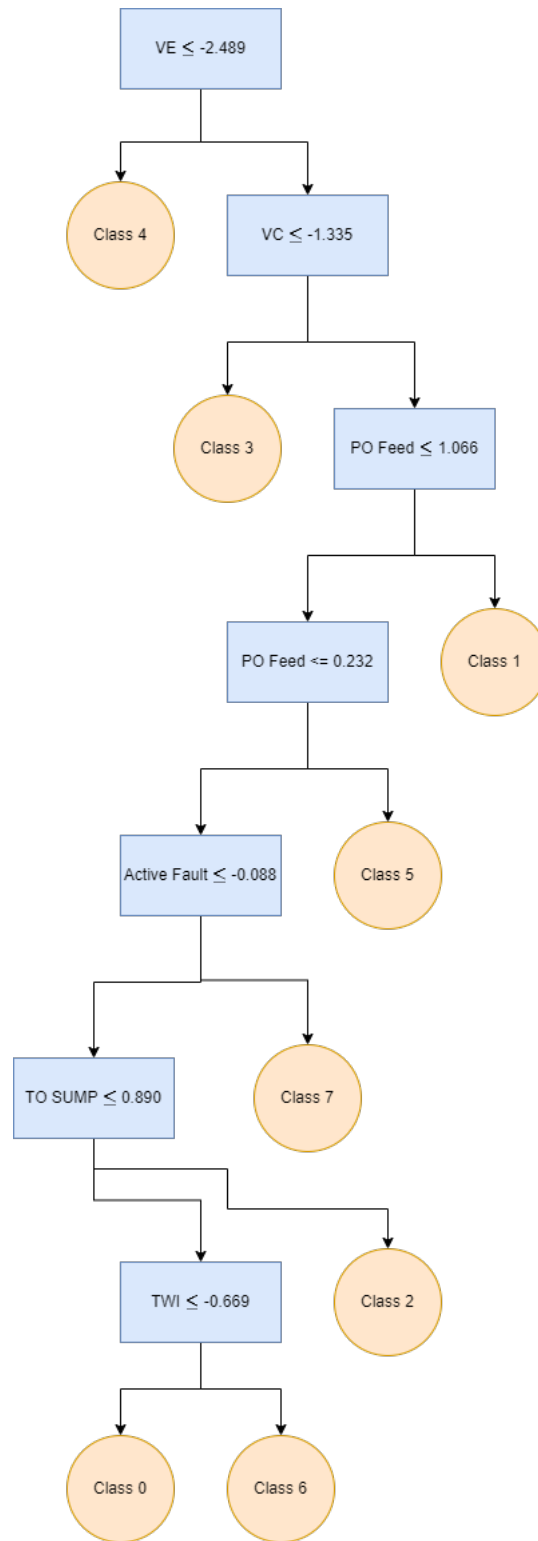 VE ≤ -2.489
Class 4
VC ≤ -1.335
Class 3
PO Feed ≤ 1.066
PO Feed <= 0.232
Class 1
Active Fault ≤ -0.088
Class 5
TO SUMP ≤ 0.890
Class 7
TWI ≤ -0.669
Class 2
Class 0
Class 6